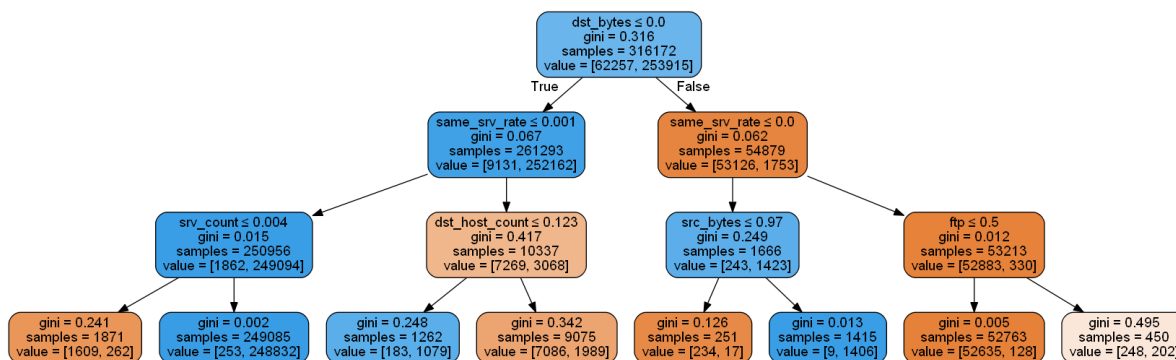 dst_bytes ≤ 0.0
gini = 0.316
samples = 316172
value = [62257, 253915]
True
False
same_srv_rate ≤ 0.001
gini = 0.067
samples = 261293
value = [9131, 252162]
same_srv_rate ≤ 0.0
gini = 0.062
samples = 54879
value = [53126, 1753]
srv_count ≤ 0.004
gini = 0.015
samples = 250956
value = [1862, 249094]
dst_host_count ≤ 0.123
gini = 0.417
samples = 10337
value = [7269, 3068]
src_bytes ≤ 0.97
gini = 0.249
samples = 1666
value = [243, 1423]
ftp ≤ 0.5
gini = 0.012
samples = 53213
value = [52883, 330]
gini = 0.241
samples = 1871
value = [1609, 262]
gini = 0.002
samples = 249085
value = [253, 248832]
gini = 0.248
samples = 1262
value = [183, 1079]
gini = 0.342
samples = 9075
value = [7086, 1989]
gini = 0.126
samples = 251
value = [234, 17]
gini = 0.013
samples = 1415
value = [9, 1406]
gini = 0.005
samples = 52763
value = [52635, 128]
gini = 0.495
samples = 450
value = [248, 202]